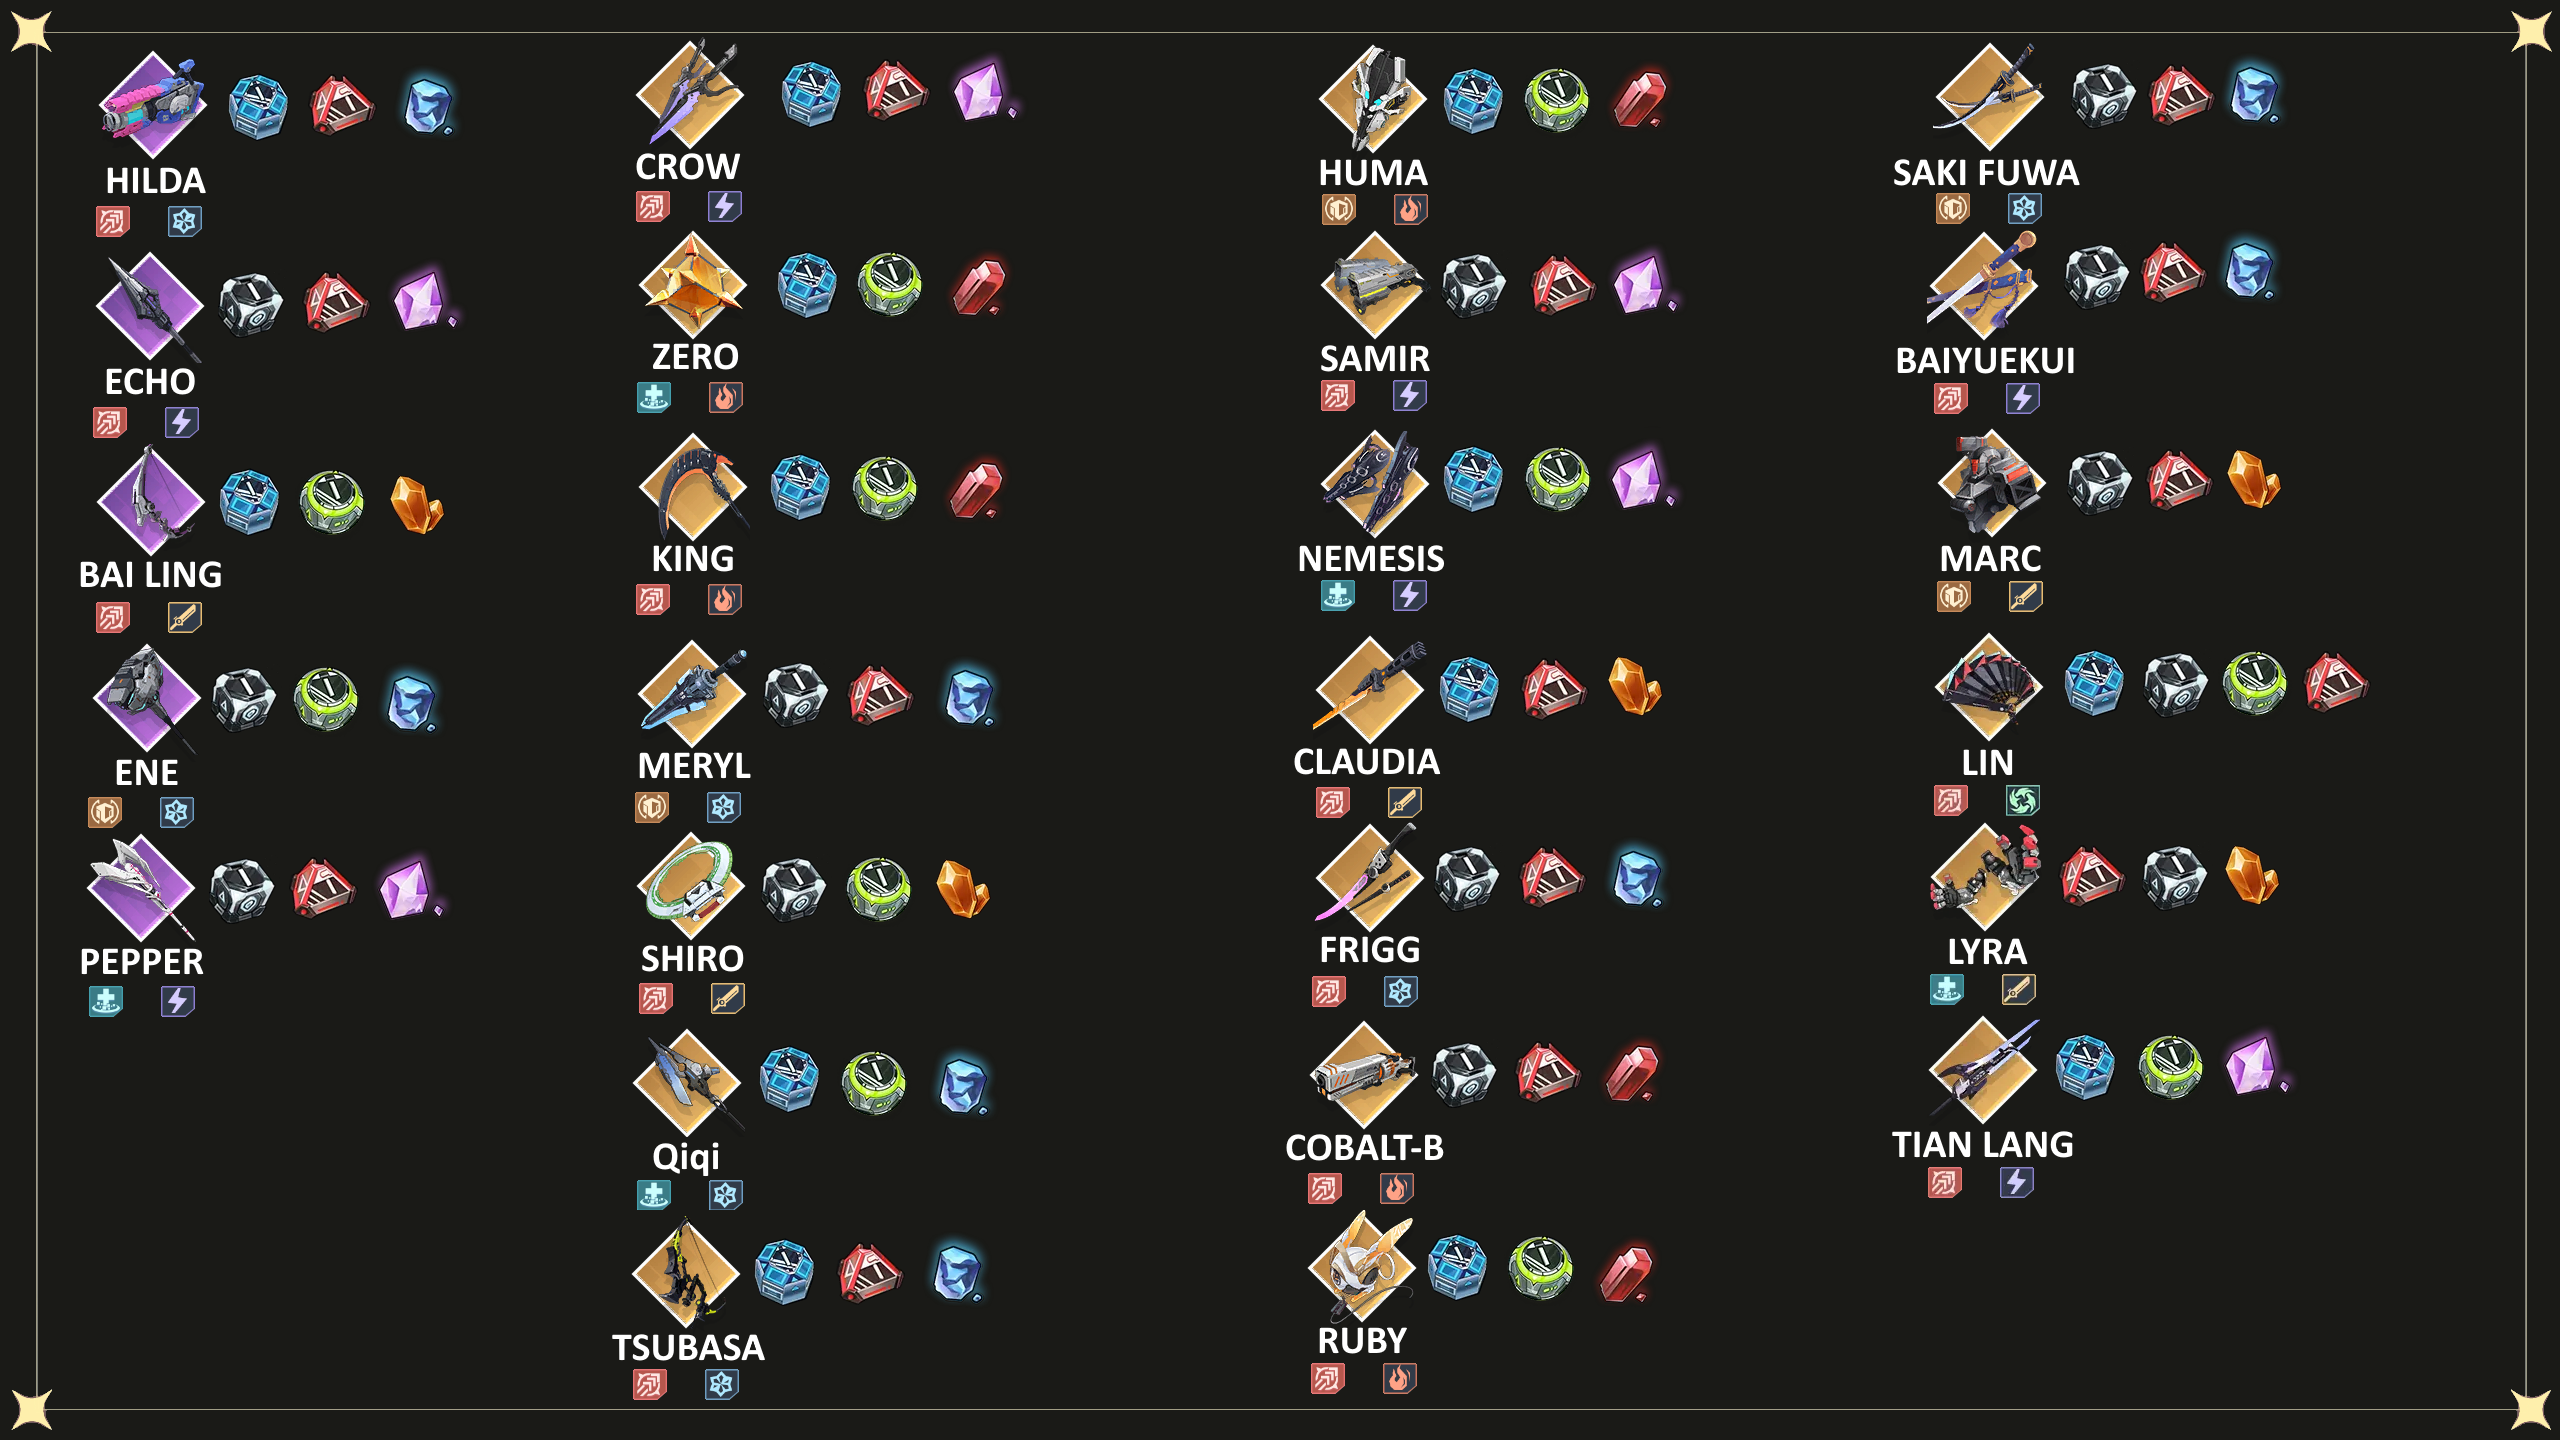 HILDA
ECHO
BAI LING
ENE
PEPPER
CROW
ZERO
KING
MERYL
SHIRO
Qiqi
TSUBASA
HUMA
SAMIR
NEMESIS
CLAUDIA
FRIGG
COBALT-B
RUBY
SAKI FUWA
BAIYUEKUI
MARC
LIN
LYRA
TIAN LANG